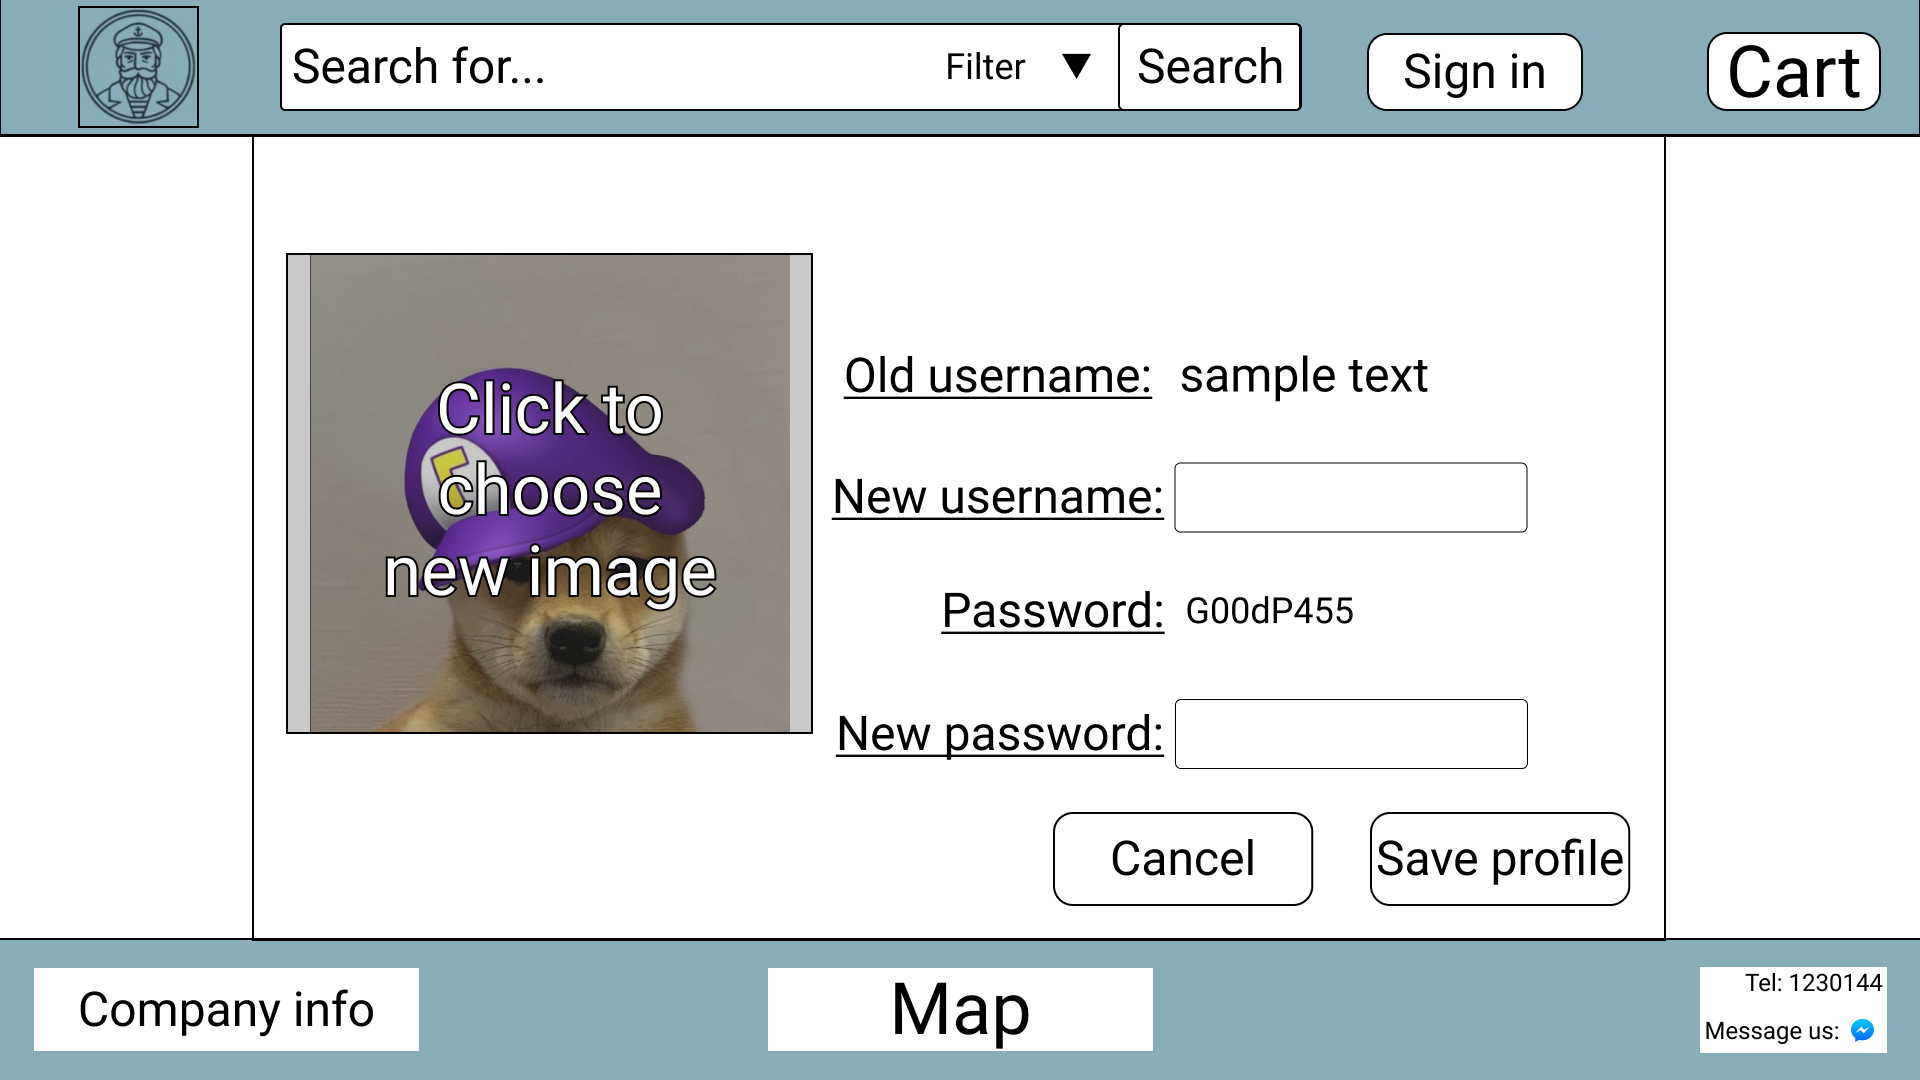 Search for...
Filter
Search
Sign in
Cart
Click to
choose
new image
Old username: sample text
New username:
Password: G00dP455
New password:
Cancel
Save profile
Company info
Map
Tel: 1230144
Message us: